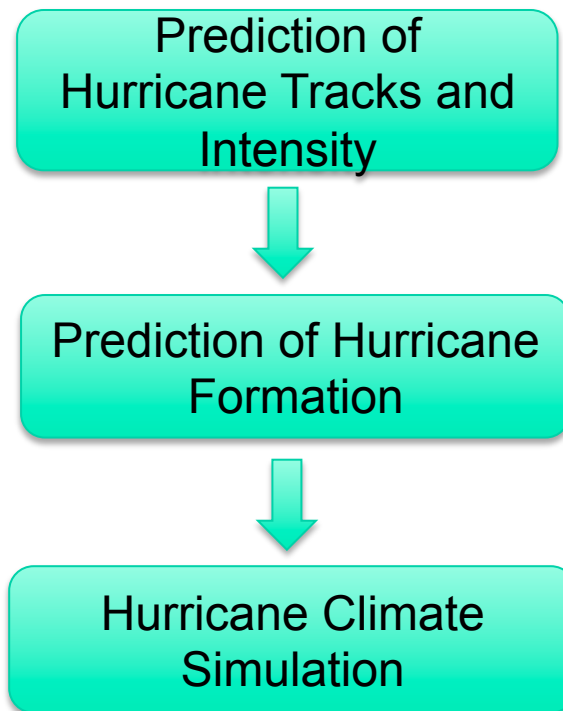 Prediction of
Hurricane Tracks and
Intensity
Prediction of Hurricane
Formation
Hurricane Climate
Simulation